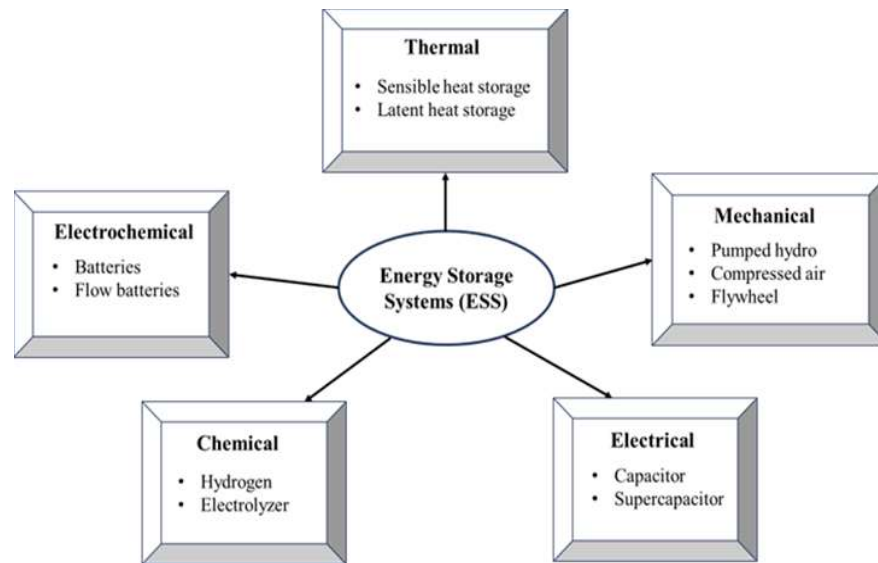 Thermal
• Sensible heat storage
• Latent heat storage
Electrochemical
• Batteries
• Flow batteries
Energy Storage
Systems (ESS)
Mechanical
• Pumped hydro
• Compressed air
• Flywheel
Chemical
• Hydrogen
• Electrolyzer
Electrical
• Capacitor
• Supercapacitor